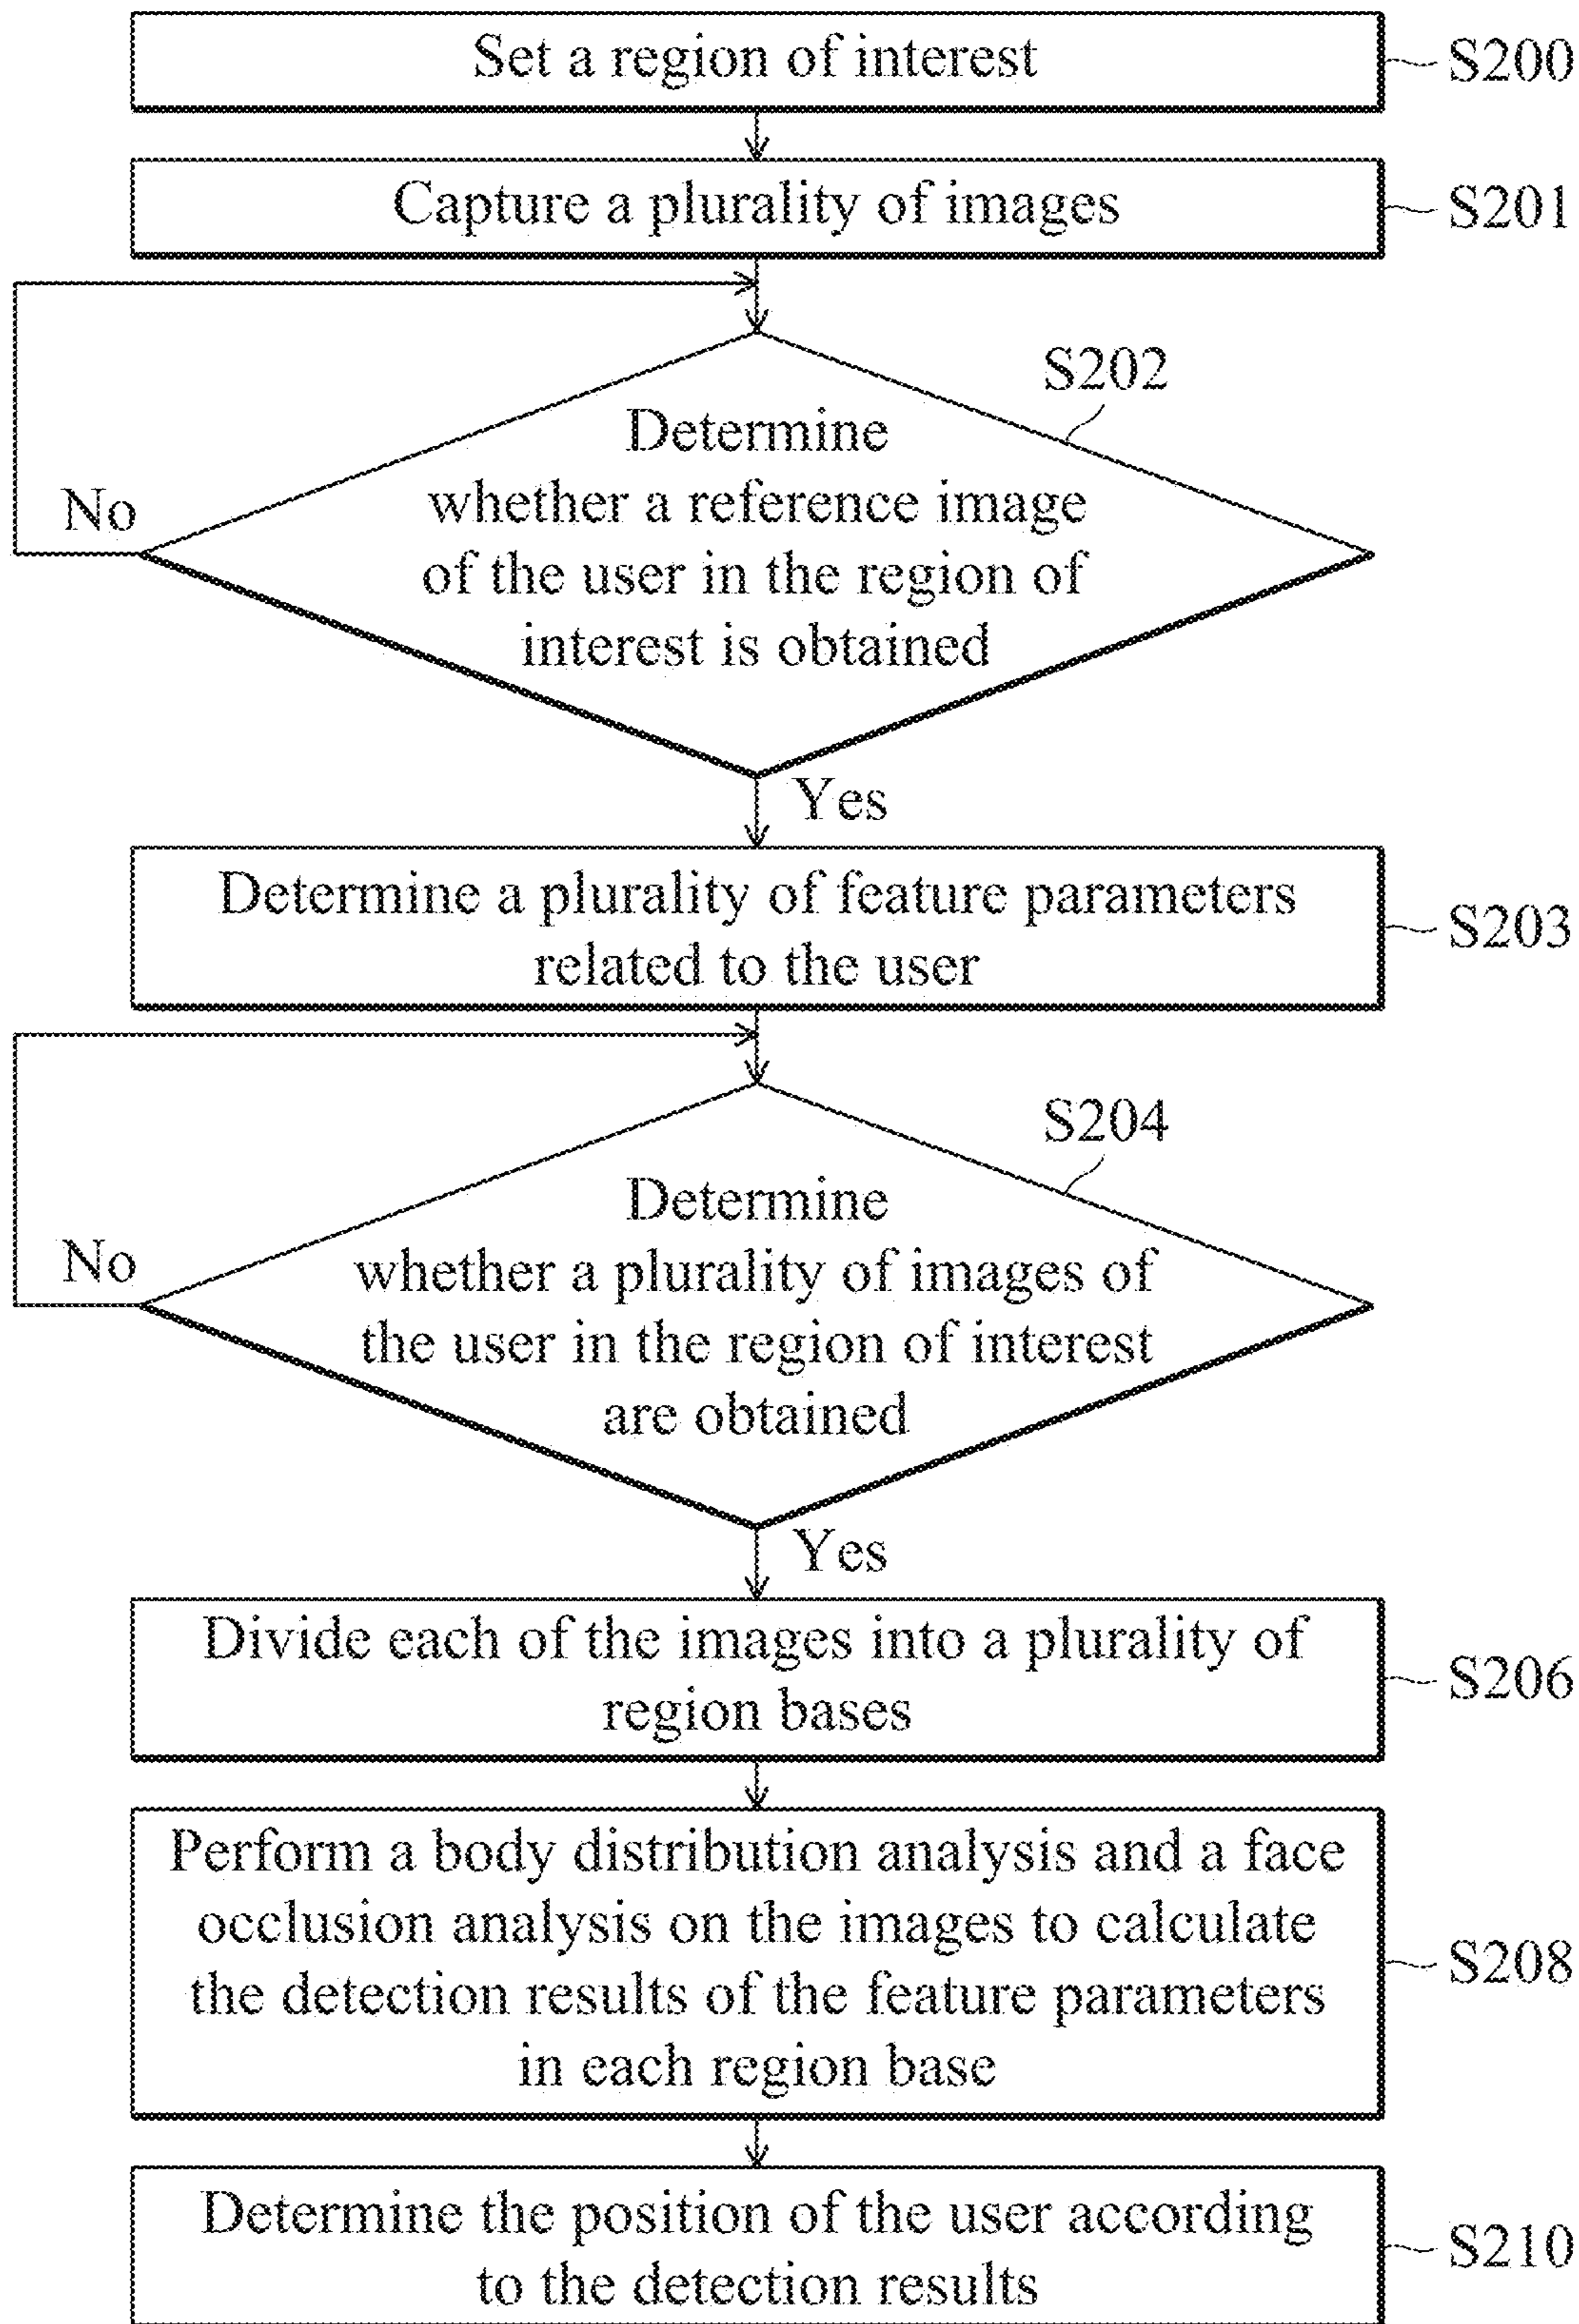 Set a region of interest
S200
Capture a plurality of images
S201
S202
Determine
whether a reference image
of the user in the region of
interest is obtained
No
Yes
Determine a plurality of feature parameters
related to the user
S203
S204
Determine
whether a plurality of images of
the user in the region of interest
are obtained
No
Yes
Divide each of the images into a plurality of
region bases
S206
Perform a body distribution analysis and a face
occlusion analysis on the images to calculate
the detection results of the feature parameters
in each region base
S208
Determine the position of the user according
to the detection results
S210